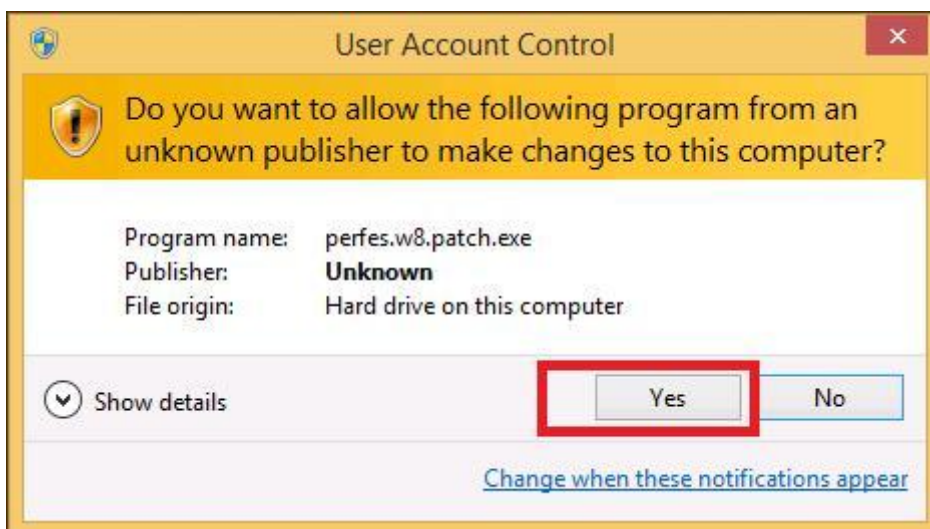 User Account Control
Do you want to allow the following program from an
unknown publisher to make changes to this computer?
Program name: perfes.w8.patch.exe
Publisher: Unknown
File origin: Hard drive on this computer
Show details
Yes
No
Change when these notifications appear